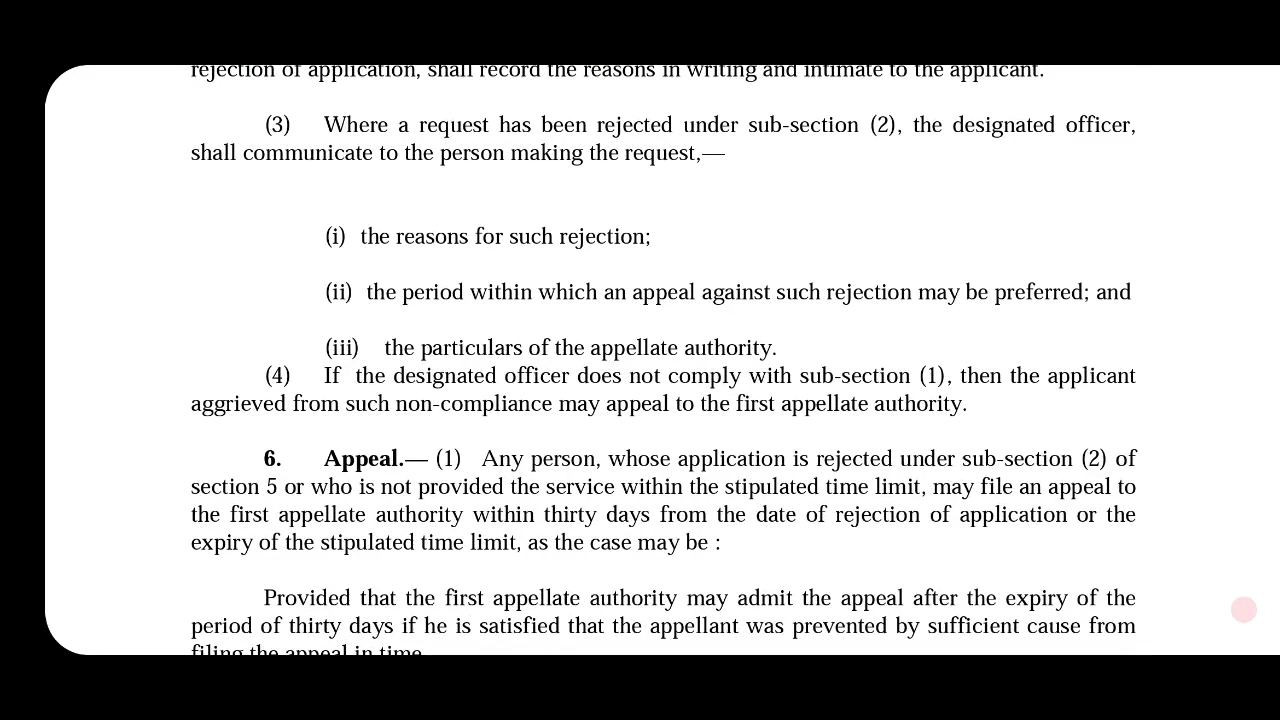 rejection of application, shall record the reasons in writing and intimate to the applicant.
(3) Where a request has been rejected under sub-section (2), the designated officer,
shall communicate to the person making the request,—
(i) the reasons for such rejection;
(ii) the period within which an appeal against such rejection may be preferred; and
(iii) the particulars of the appellate authority.
(4) If the designated officer does not comply with sub-section (1), then the applicant
aggrieved from such non-compliance may appeal to the first appellate authority.
6. Appeal.— (1) Any person, whose application is rejected under sub-section (2) of
section 5 or who is not provided the service within the stipulated time limit, may file an appeal to
the first appellate authority within thirty days from the date of rejection of application or the
expiry of the stipulated time limit, as the case may be :
Provided that the first appellate authority may admit the appeal after the expiry of the
period of thirty days if he is satisfied that the appellant was prevented by sufficient cause from
filing the appeal in time.